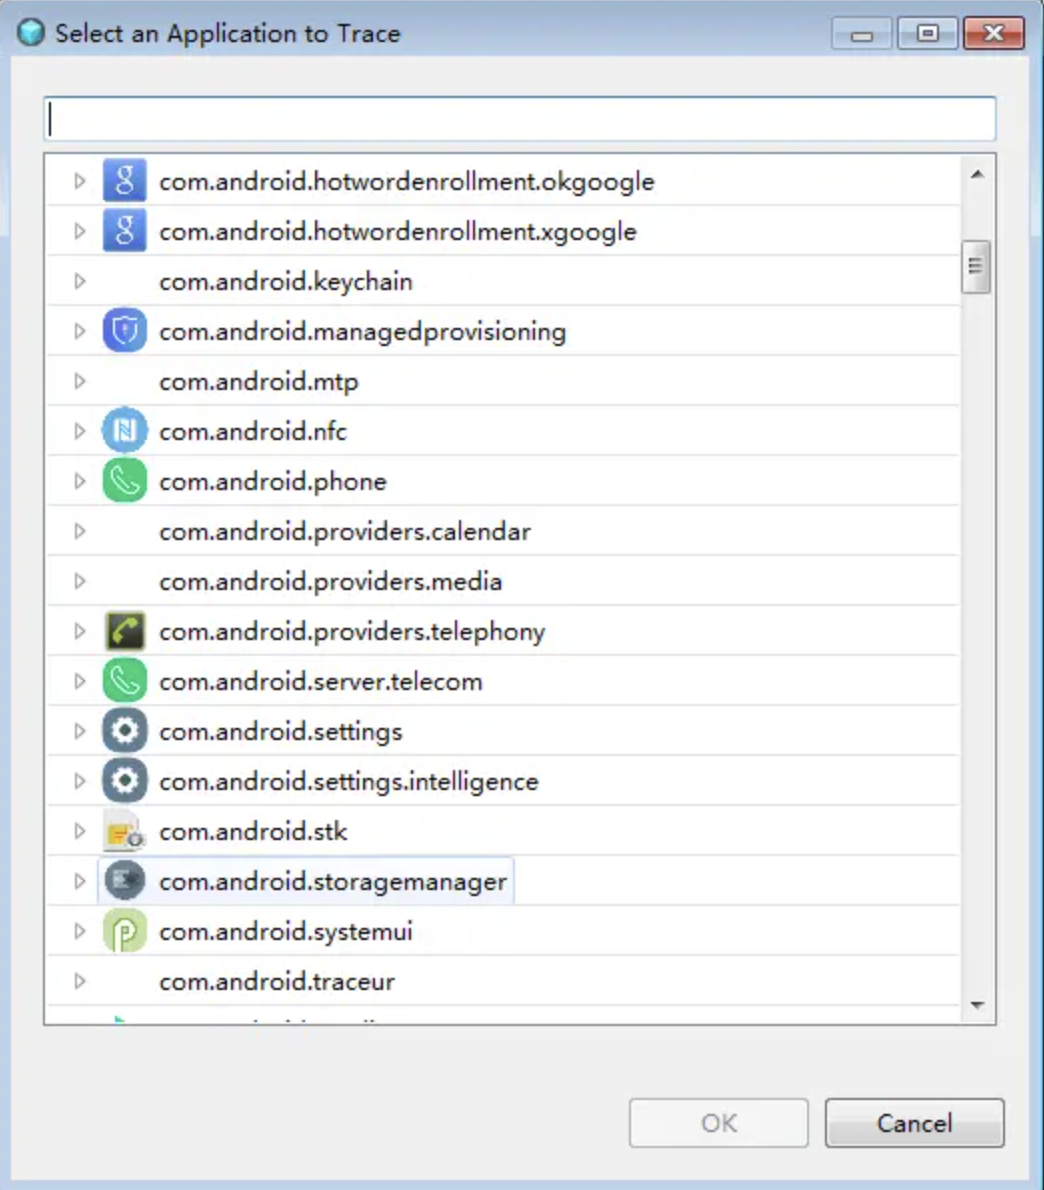 Select an Application to Trace
com.android.hotwordenrollment.okgoogle
com.android.hotwordenrollment.xgoogle
com.android.keychain
com.android.managedprovisioning
com.android.mtp
com.android.nfc
com.android.phone
com.android.providers.calendar
com.android.providers.media
com.android.providers.telephony
com.android.server.telecom
com.android.settings
com.android.settings.intelligence
com.android.stk
com.android.storagemanager
com.android.systemui
com.android.traceur
OK
Cancel